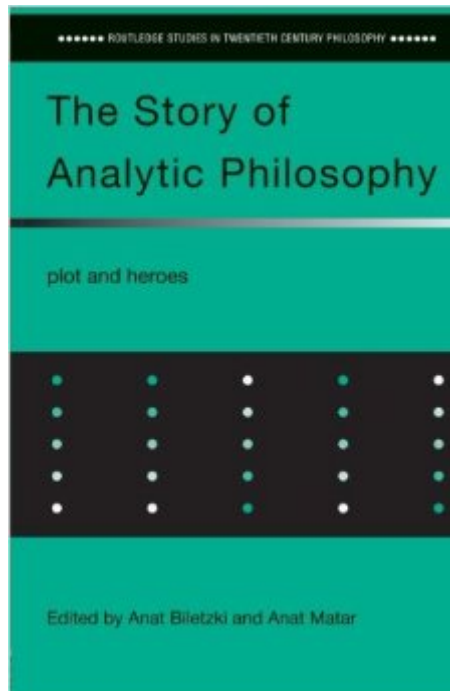 ROUTLEDGE STUDIES IN TWENTIETH CENTURY PHILOSOPHY
The Story of
Analytic Philosophy
plot and heroes
Edited by Anat Biletzki and Anat Matar